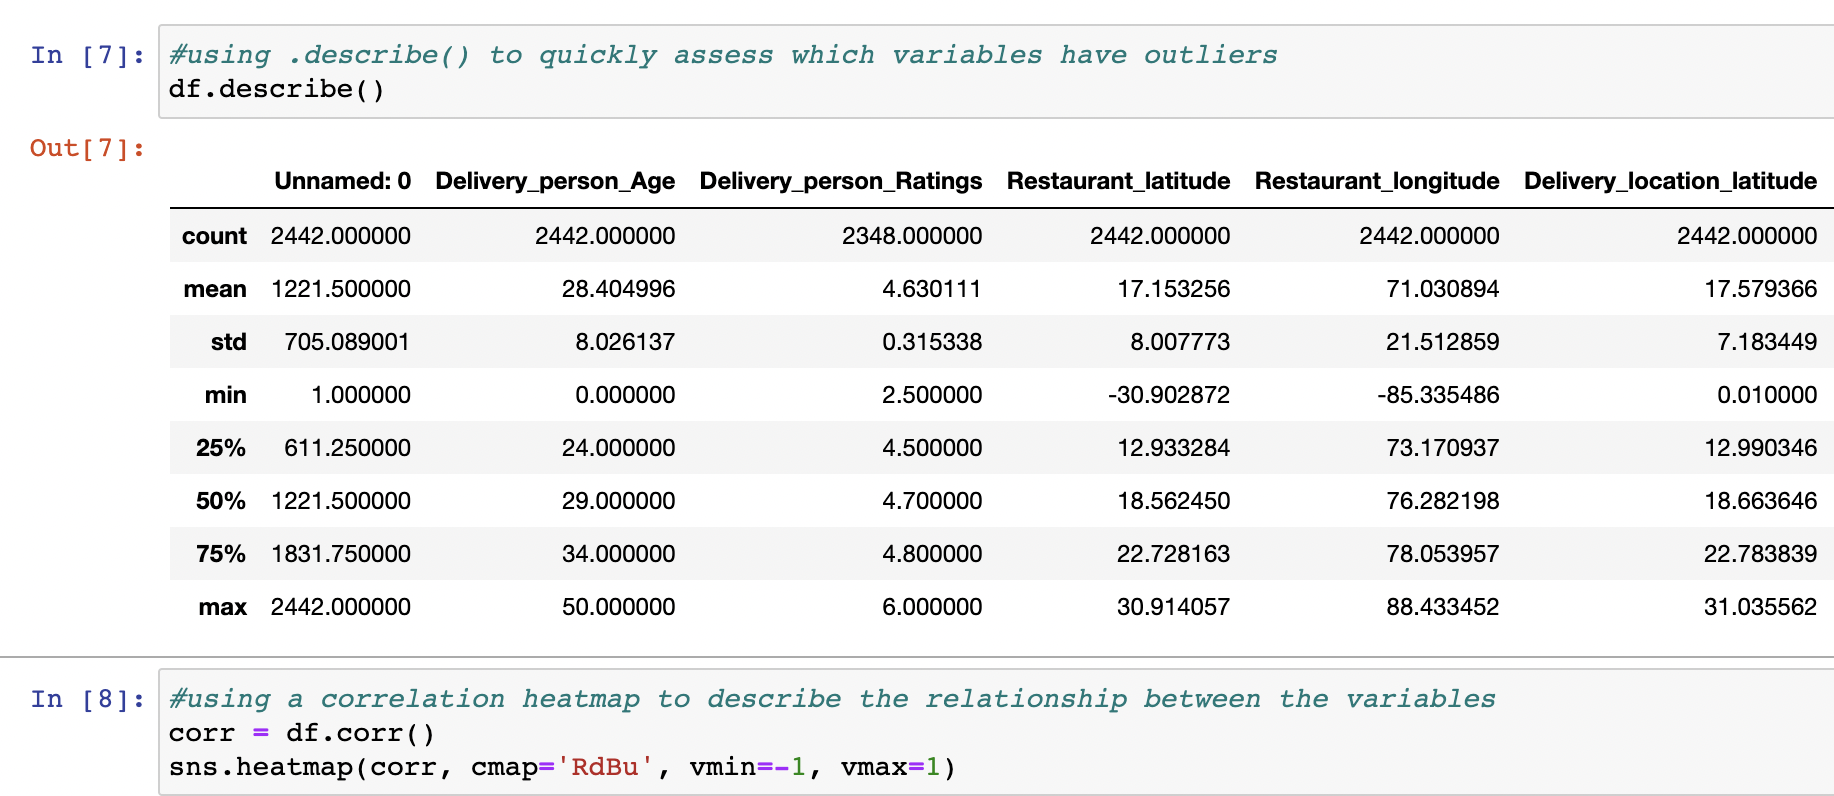 In [7]: #using .describe() to quickly assess which variables have outliers
df.describe()
Out[7]:
Unnamed: 0 Delivery_person_Age Delivery_person_Ratings Restaurant_latitude Restaurant_longitude Delivery_location_latitude
count 2442.000000 2442.000000 2348.000000 2442.000000 2442.000000 2442.000000
mean 1221.500000 28.404996 4.630111 17.153256 71.030894 17.579366
std 705.089001 8.026137 0.315338 8.007773 21.512859 7.183449
min 1.000000 0.000000 2.500000 -30.902872 -85.335486 0.010000
25% 611.250000 24.000000 4.500000 12.933284 73.170937 12.990346
50% 1221.500000 29.000000 4.700000 18.562450 76.282198 18.663646
75% 1831.750000 34.000000 4.800000 22.728163 78.053957 22.783839
max 2442.000000 50.000000 6.000000 30.914057 88.433452 31.035562
In [8]: #using a correlation heatmap to describe the relationship between the variables
corr = df.corr()
sns.heatmap(corr, cmap='RdBu', vmin=-1, vmax=1)